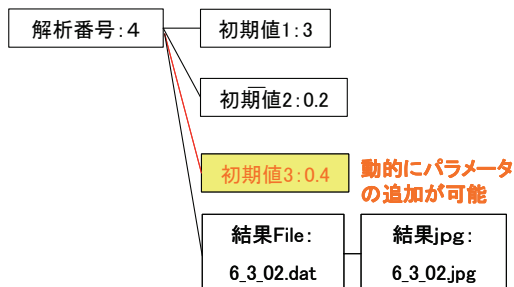 解析番号:4
初期値1:3
初期値2:0.2
初期値3:0.4
動的にパラメータ
の追加が可能
結果File:
6_3_02.dat
結果jpg:
6_3_02.jpg